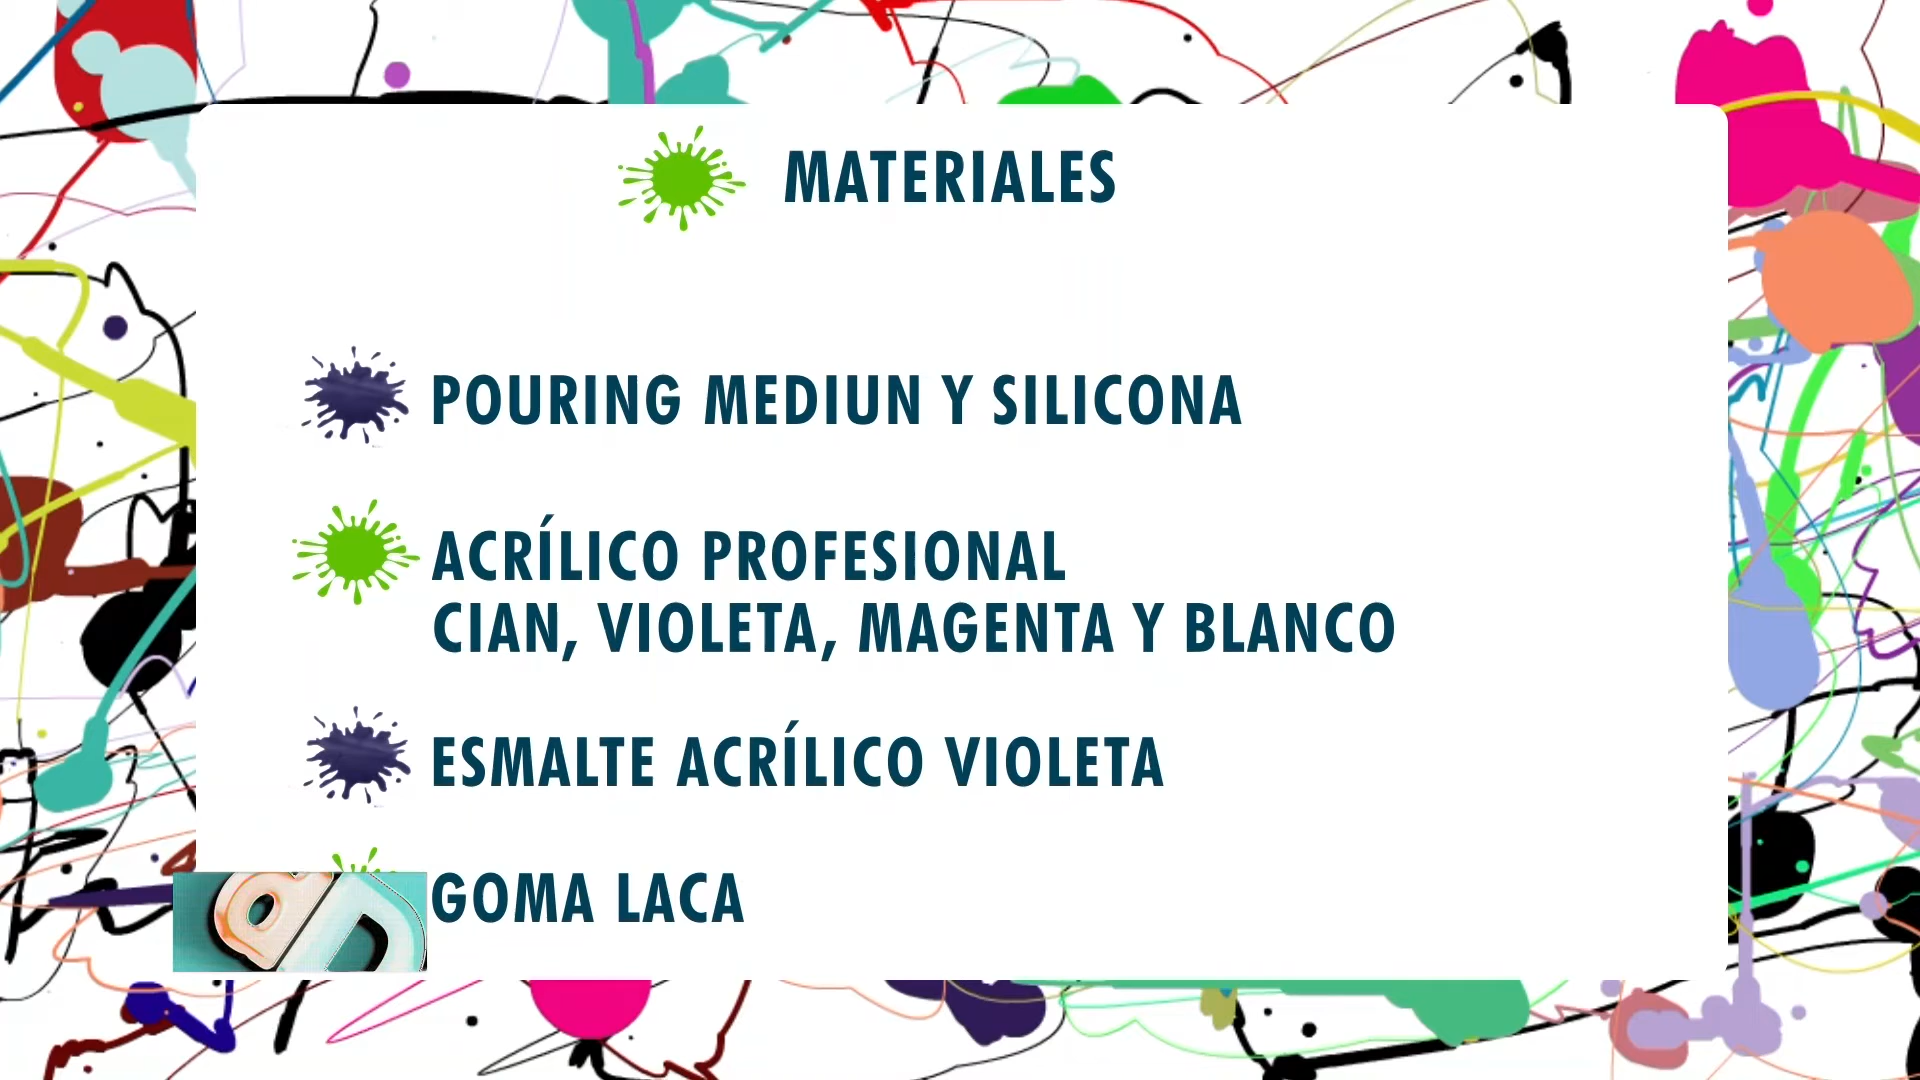 MATERIALES
POURING MEDIUN Y SILICONA
ACRÍLICO PROFESIONAL
CIAN, VIOLETA, MAGENTA Y BLANCO
ESMALTE ACRÍLICO VIOLETA
GOMA LACA